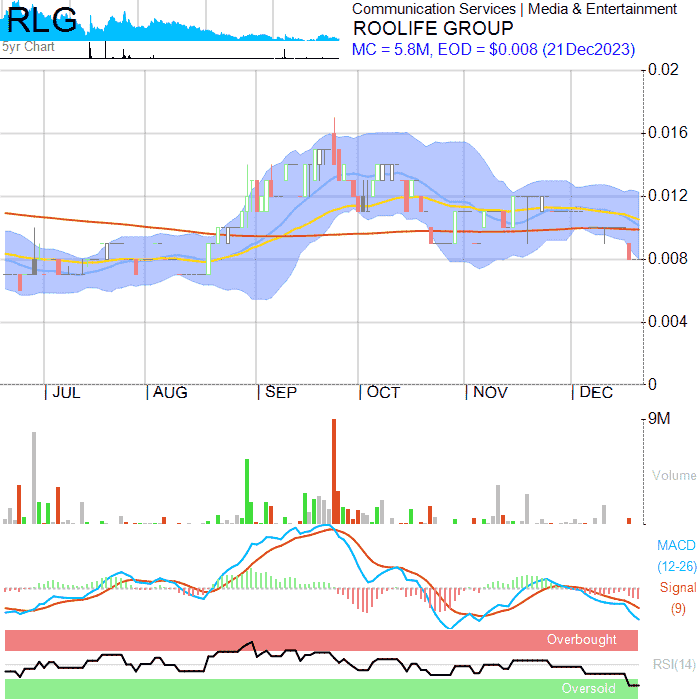 RLG
5yr Chart
Communication Services | Media & Entertainment
ROOLIFE GROUP
MC = 5.8M, EOD = $0.008 (21Dec2023)
0.02
0.016
0.012
0.008
0.004
0
JUL
AUG
SEP
OCT
NOV
DEC
9M
Volume
MACD
(12-26)
Signal
(9)
Overbought
RSI(14)
Oversold